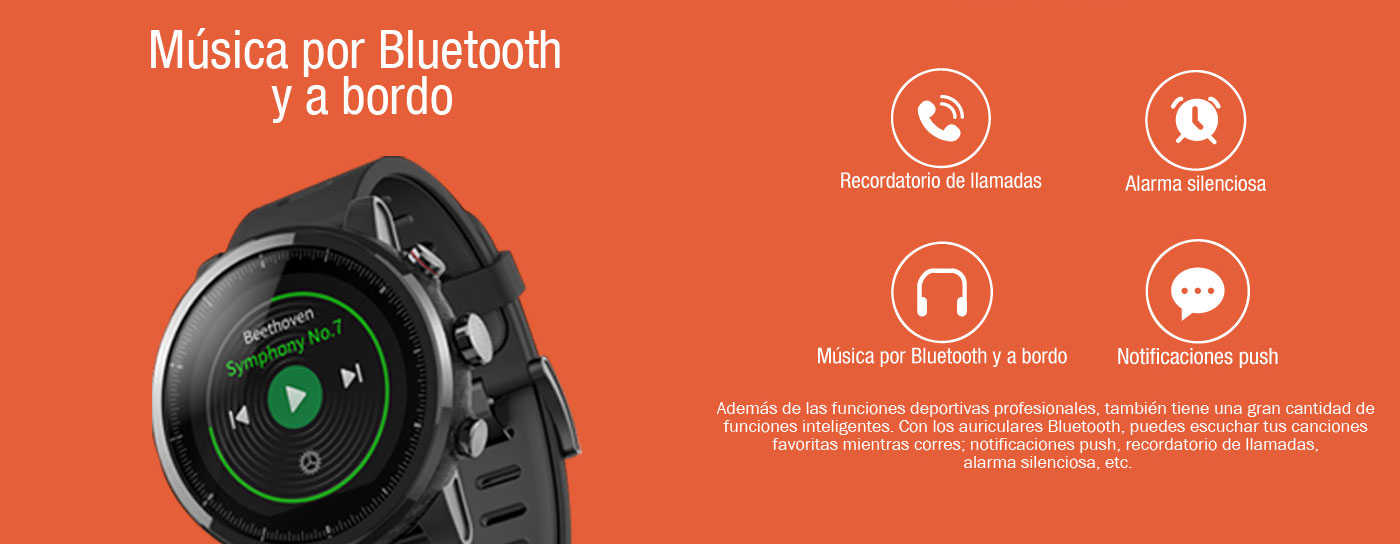 Música por Bluetooth
y a bordo
Beethoven
Symphony No.7
Recordatorio de llamadas
Alarma silenciosa
Música por Bluetooth y a bordo
Notificaciones push
Además de las funciones deportivas profesionales, también tiene una gran cantidad de
funciones inteligentes. Con los auriculares Bluetooth, puedes escuchar tus canciones
favoritas mientras corres; notificaciones push, recordatorio de llamadas,
alarma silenciosa, etc.